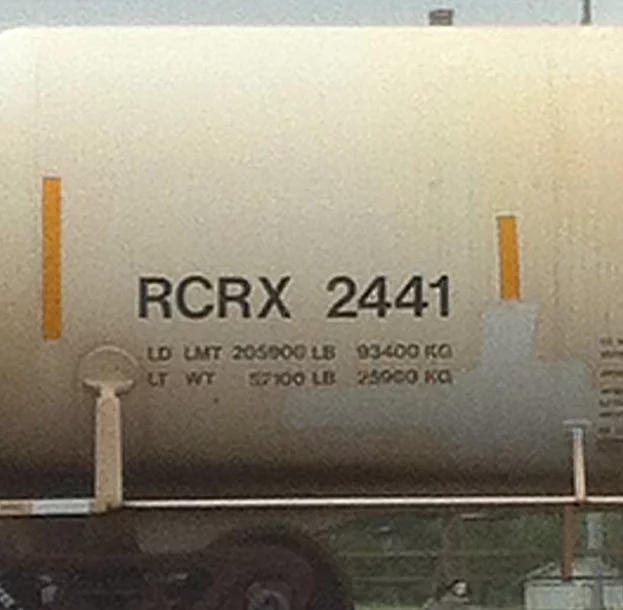 RCRX 2441
LD LMT 205900 LB 93400 KG
LT WT 57100 LB 25900 KG